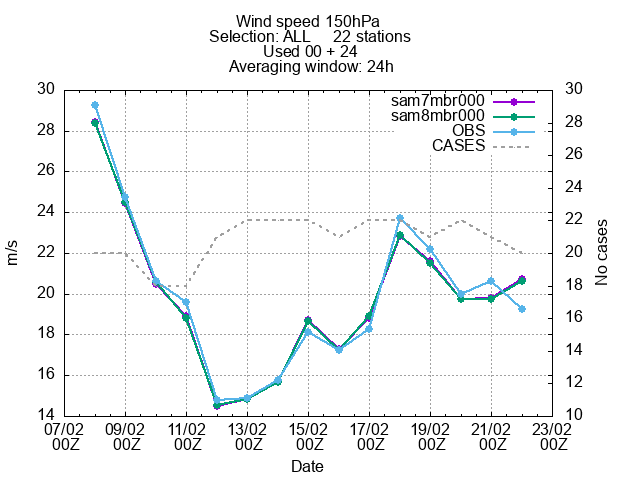 Wind speed 150hPa
Selection: ALL 22 stations
Used 00 + 24
Averaging window: 24h
sam7mbr000
sam8mbr000
OBS
CASES
m/s
30
28
26
24
22
20
18
16
14
No cases
30
28
26
24
22
20
18
16
14
12
10
07/02 09/02 11/02 13/02 15/02 17/02 19/02 21/02 23/02
00Z 00Z 00Z 00Z 00Z 00Z 00Z 00Z 00Z
Date